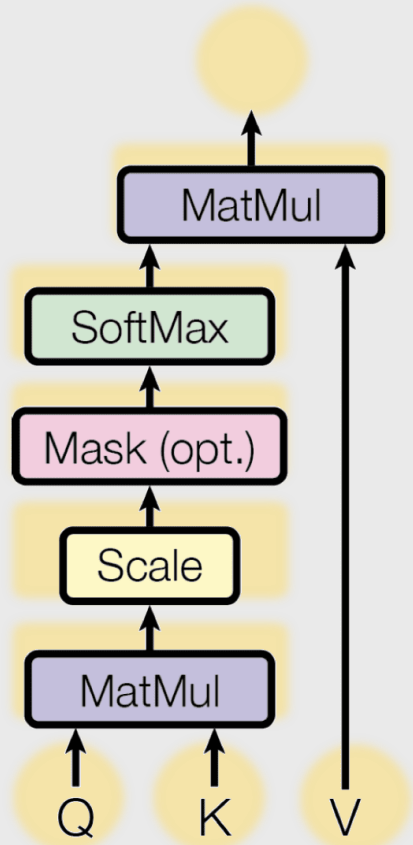 MatMul
SoftMax
Mask (opt.)
Scale
MatMul
Q K V